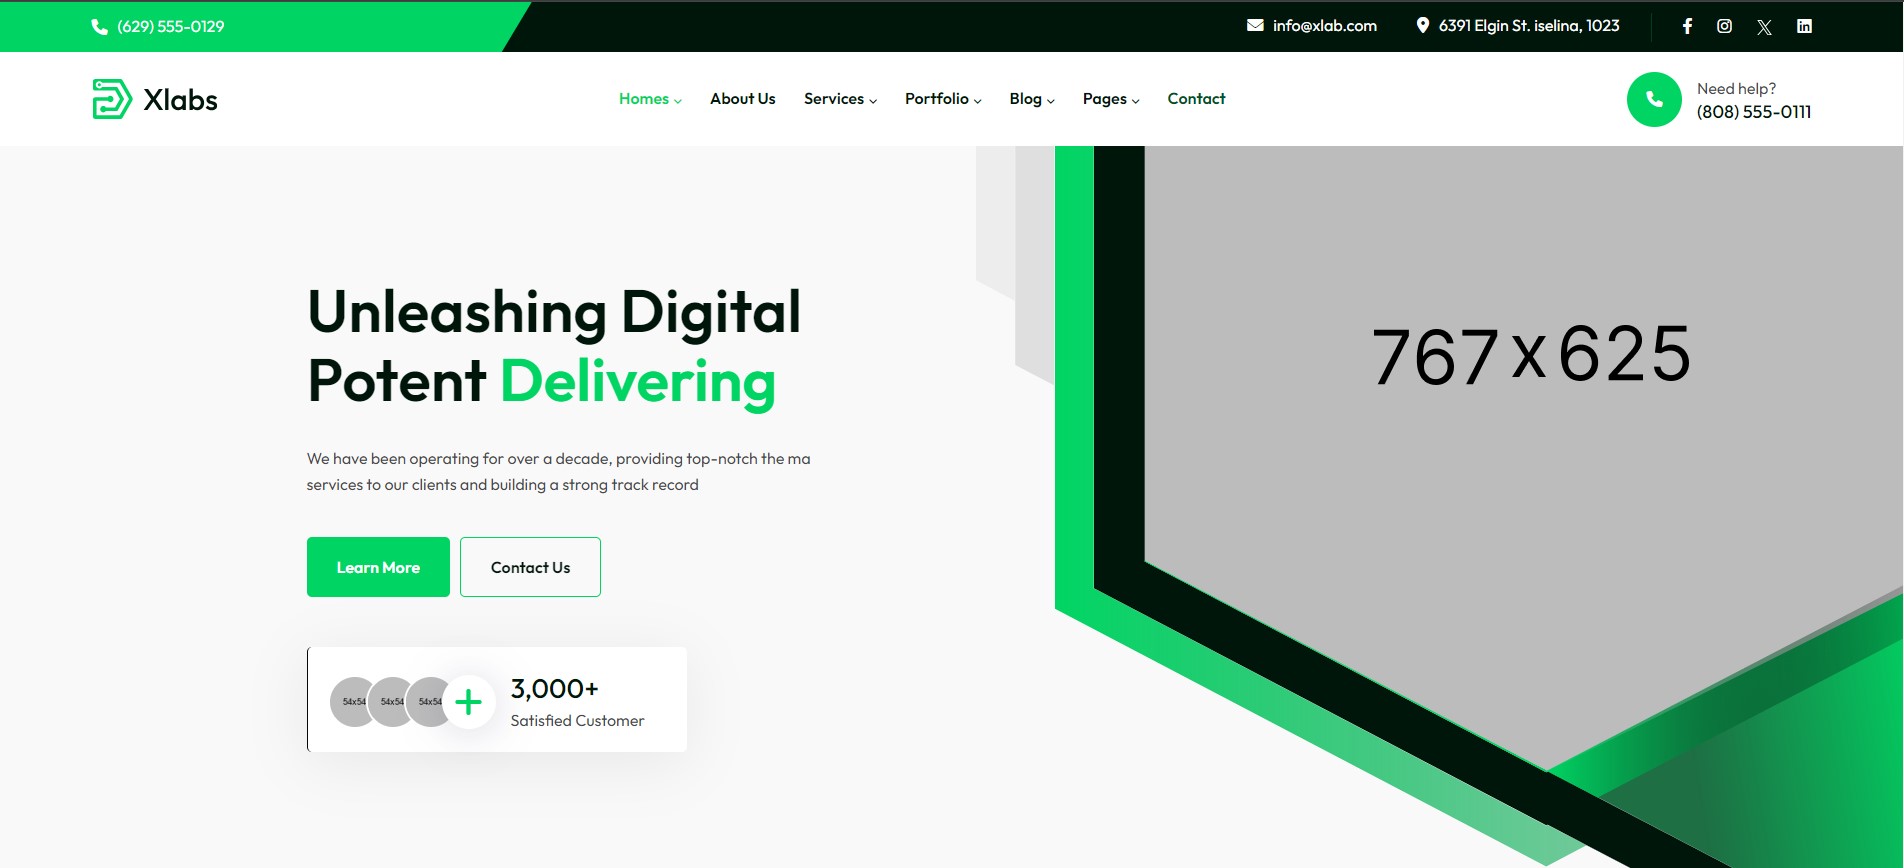 (629) 555-0129
info@xlab.com
6391 Elgin St. iselina, 1023
Xlabs
Homes
About Us
Services
Portfolio
Blog
Pages
Contact
Need help?
(808) 555-0111
Unleashing Digital
Potent Delivering
We have been operating for over a decade, providing top-notch the ma
services to our clients and building a strong track record
Learn More
Contact Us
54x54
54x54
54x54
3,000+
Satisfied Customer
767x625